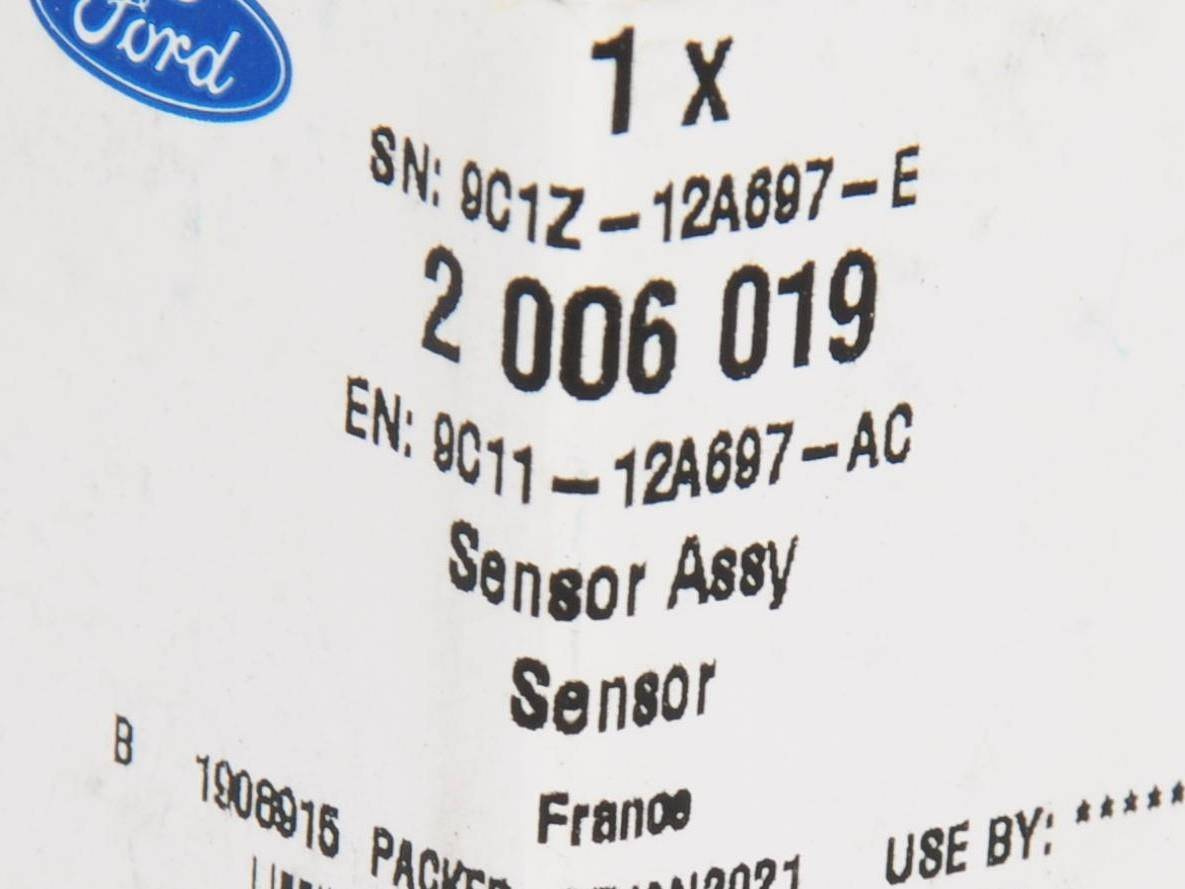 Ford
1 x
SN: 9C1Z-12A697-E
2 006 019
EN: 9C11-12A697-AC
Sensor Assy
Sensor
France
B 1908915 PACKED
USE BY: *****